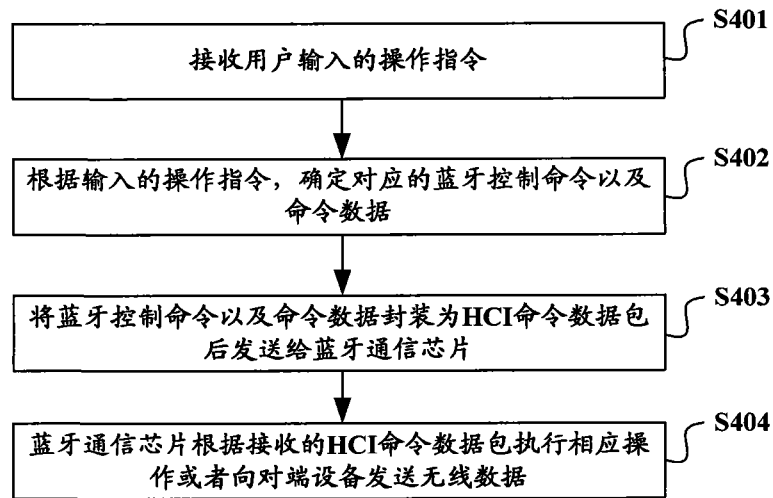 S401
接收用户输入的操作指令
S402
根据输入的操作指令，确定对应的蓝牙控制命令以及
命令数据
S403
将蓝牙控制命令以及命令数据封装为HCI命令数据包
后发送给蓝牙通信芯片
S404
蓝牙通信芯片根据接收的HCI命令数据包执行相应操
作或者向对端设备发送无线数据